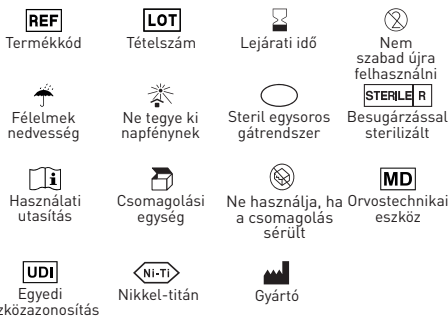 REF
Termékkód
LOT
Tételszám
Lejárati idő
2
Nem
szabad újra
felhasználni
Félelmek
nedvesség
Ne tegye ki
napfénynek
Steril egysoros
gátrendszer
STERILE R
Besugárzással
sterilizált
i
Használati
utasítás
Csomagolási
egység
Ne használja, ha
a csomagolás
sérült
MD
Orvostechnikai
eszköz
UDI
Egyedi
zközazonosítás
Ni-Ti
Nikkel-titán
Gyártó